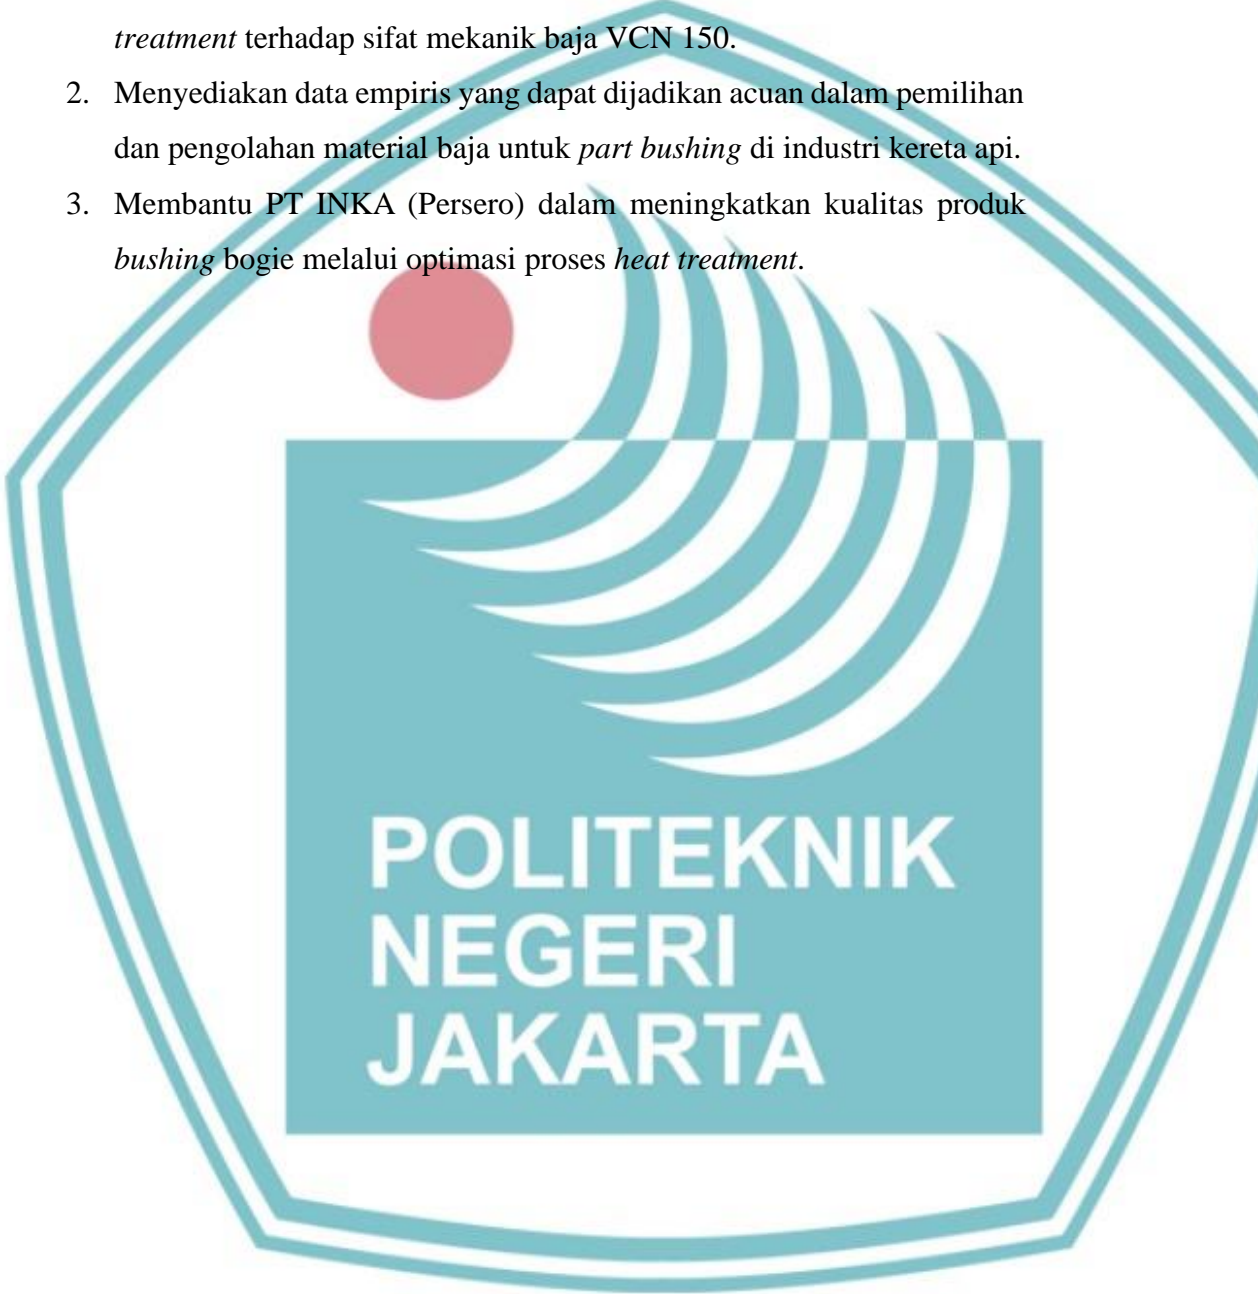 treatment terhadap sifat mekanik baja VCN 150.
2. Menyediakan data empiris yang dapat dijadikan acuan dalam pemilihan
dan pengolahan material baja untuk part bushing di industri kereta api.
3. Membantu PT INKA (Persero) dalam meningkatkan kualitas produk
bushing bogie melalui optimasi proses heat treatment.
POLITEKNIK
NEGERI
JAKARTA